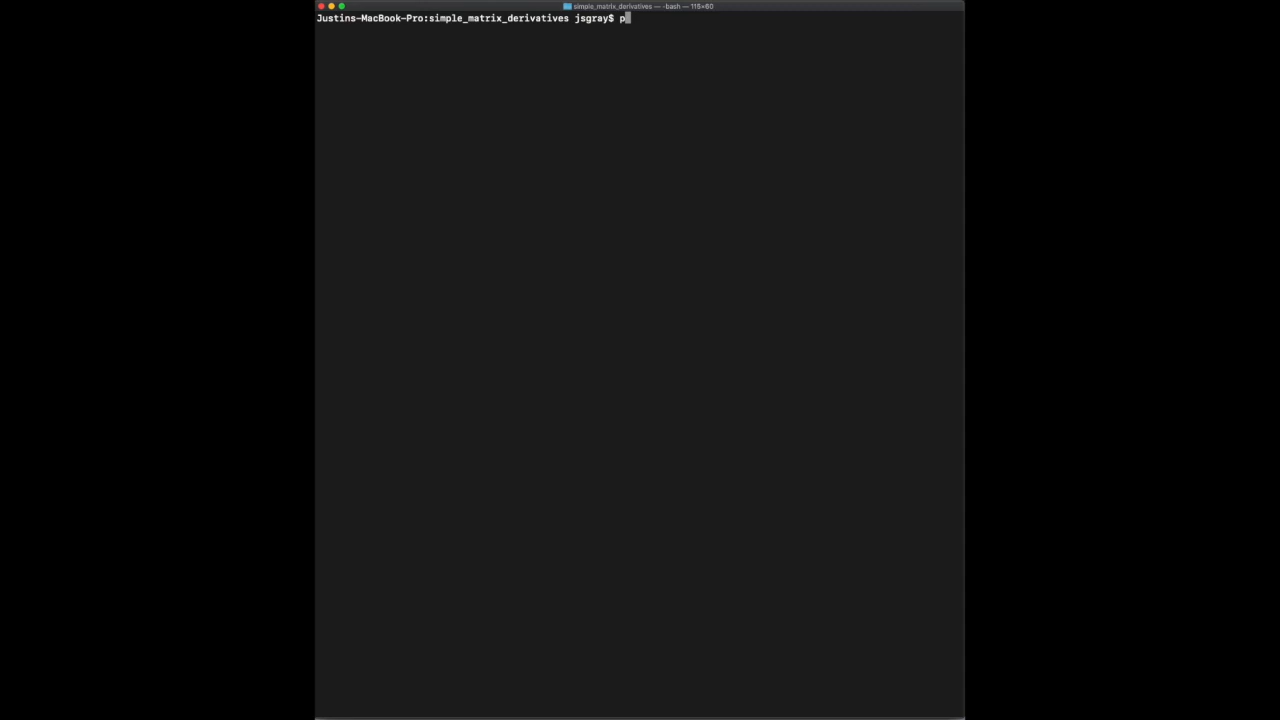 simple_matrix_derivatives — -bash — 115×60
Justins-MacBook-Pro:simple_matrix_derivatives jsgray$ p